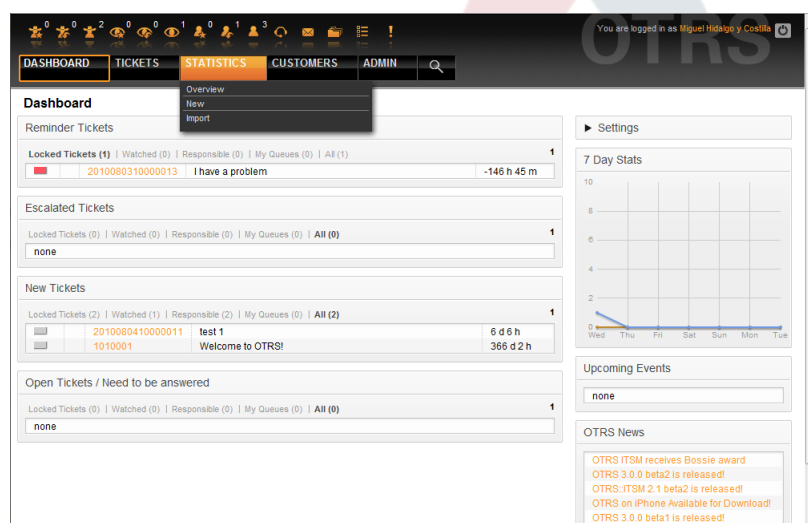 0 0 2 0 0 1 0 1 3
OTRS
You are logged in as Miguel Hidalgo y Costilla
DASHBOARD TICKETS STATISTICS CUSTOMERS ADMIN
Overview
New
Import
Dashboard
Reminder Tickets
Locked Tickets (1) | Watched (0) | Responsible (0) | My Queues (0) | All (1) 1
2010080310000013 I have a problem -146 h 45 m
Escalated Tickets
Locked Tickets (0) | Watched (0) | Responsible (0) | My Queues (0) | All (0) 1
none
New Tickets
Locked Tickets (2) | Watched (1) | Responsible (2) | My Queues (0) | All (2) 1
2010080410000011 test 1 6 d 6 h
1010001 Welcome to OTRS! 366 d 2 h
Open Tickets / Need to be answered
Locked Tickets (0) | Watched (0) | Responsible (0) | My Queues (0) | All (0) 1
none
Settings
7 Day Stats
10
8
6
4
2
0
Wed Thu Fri Sat Sun Mon Tue
Upcoming Events
none
OTRS News
OTRS ITSM receives Bossie award
OTRS 3.0.0 beta2 is released!
OTRS::ITSM 2.1 beta2 is released!
OTRS on iPhone Available for Download!
OTRS 3.0.0 beta1 is released!